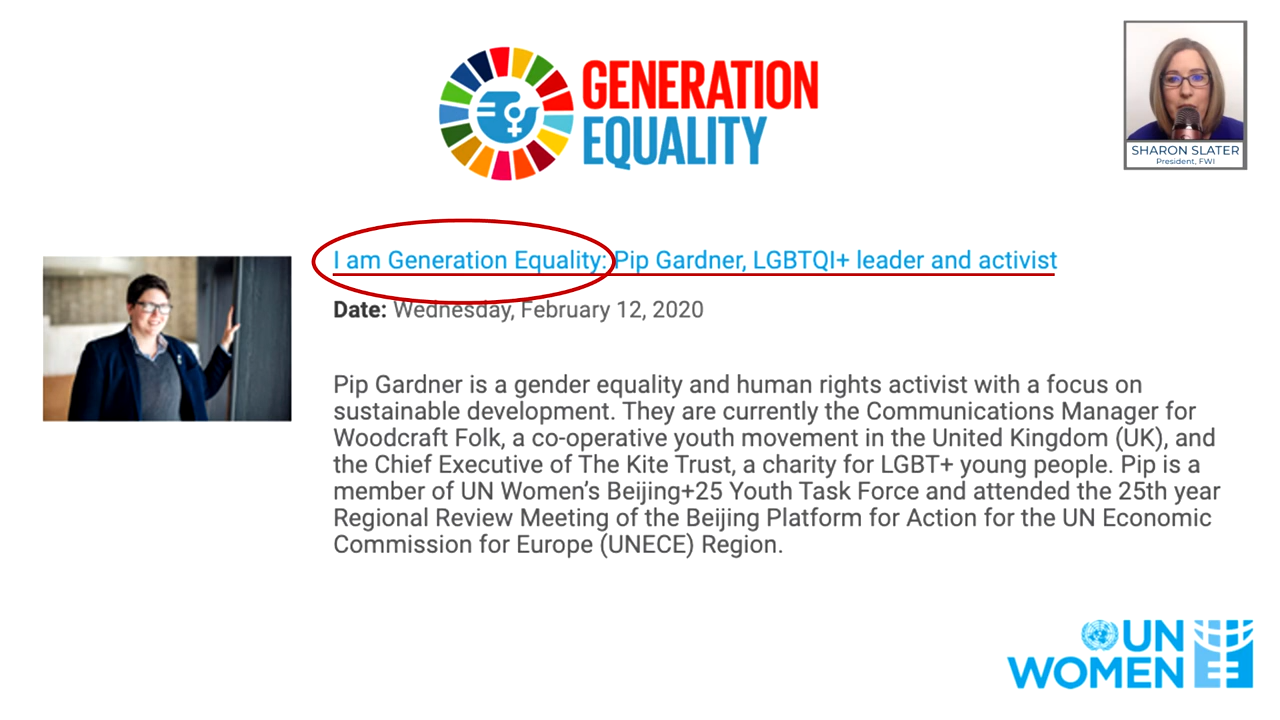 GENERATION
EQUALITY
SHARON SLATER
President, FWI
I am Generation Equality: Pip Gardner, LGBTQI+ leader and activist
Date: Wednesday, February 12, 2020
Pip Gardner is a gender equality and human rights activist with a focus on
sustainable development. They are currently the Communications Manager for
Woodcraft Folk, a co-operative youth movement in the United Kingdom (UK), and
the Chief Executive of The Kite Trust, a charity for LGBT+ young people. Pip is a
member of UN Women’s Beijing+25 Youth Task Force and attended the 25th year
Regional Review Meeting of the Beijing Platform for Action for the UN Economic
Commission for Europe (UNECE) Region.
UN
WOMEN